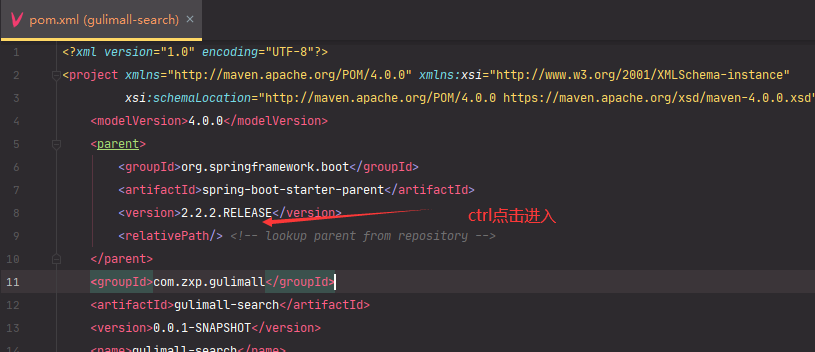 pom.xml (gulimall-search) ×
1 <?xml version="1.0" encoding="UTF-8"?>
2 <project xmlns="http://maven.apache.org/POM/4.0.0" xmlns:xsi="http://www.w3.org/2001/XMLSchema-instance"
3 xsi:schemaLocation="http://maven.apache.org/POM/4.0.0 https://maven.apache.org/xsd/maven-4.0.0.xsd"
4 <modelVersion>4.0.0</modelVersion>
5 <parent>
6 <groupId>org.springframework.boot</groupId>
7 <artifactId>spring-boot-starter-parent</artifactId>
8 <version>2.2.2.RELEASE</version>
ctrl点击进入
9 <relativePath/> <!-- lookup parent from repository -->
10 </parent>
11 <groupId>com.zxp.gulimall</groupId>
12 <artifactId>gulimall-search</artifactId>
13 <version>0.0.1-SNAPSHOT</version>
14 <name>gulimall-search</name>